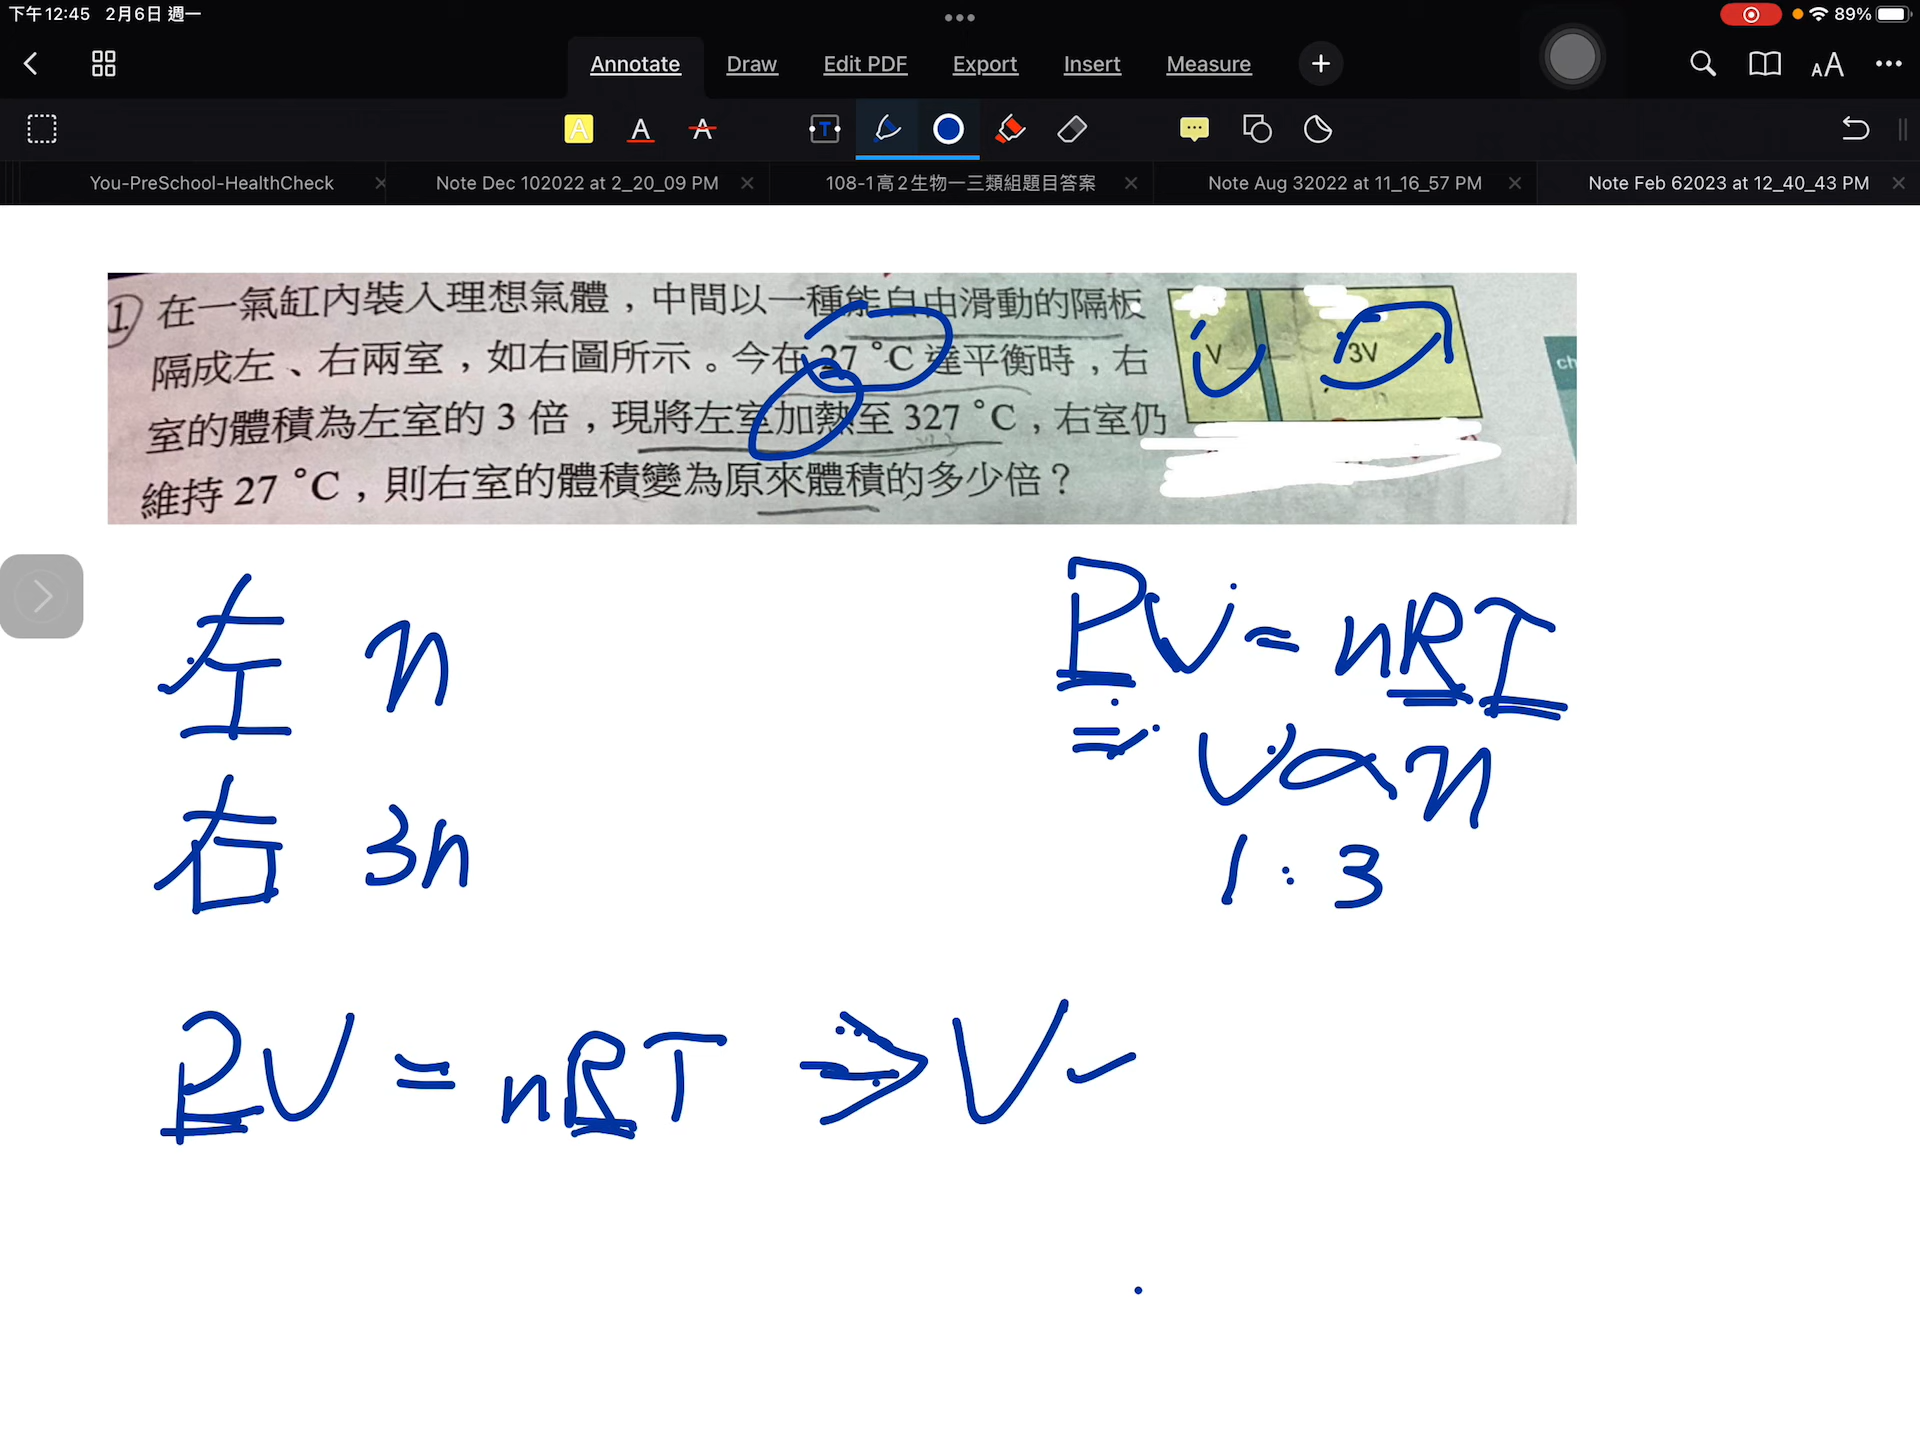 下午12:45 2月6日 週一
89%
Annotate Draw Edit PDF Export Insert Measure
You-PreSchool-HealthCheck
Note Dec 102022 at 2_20_09 PM
108-1高2生物一三類組題目答案
Note Aug 32022 at 11_16_57 PM
Note Feb 62023 at 12_40_43 PM
1 在一氣缸內裝入理想氣體，中間以一種能自由滑動的隔板
隔成左、右兩室，如右圖所示。今在 27 °C 達平衡時，右
室的體積為左室的 3 倍，現將左室加熱至 327 °C，右室仍
維持 27 °C，則右室的體積變為原來體積的多少倍？
V 3V
ch
左 n
右 3n
PV = nRT
⇒ V∝n
1 : 3
PV = nRT ⇒ V